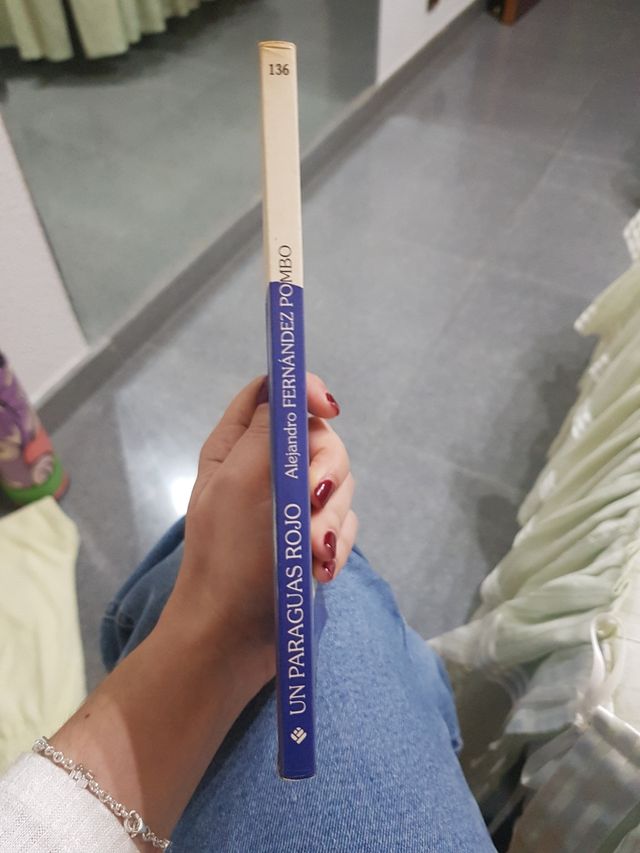 136
Alejandro FERNÁNDEZ POMBO
UN PARAGUAS ROJO